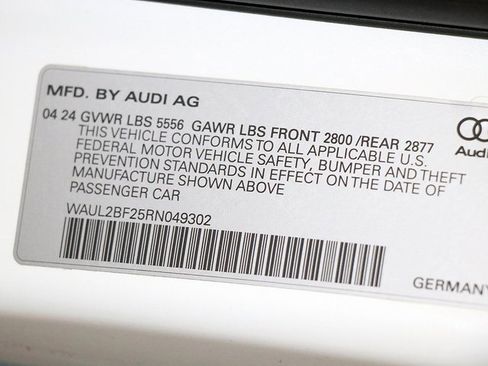 MFD. BY AUDI AG
04 24 GVWR LBS 5556 GAWR LBS FRONT 2800 /REAR 2877
THIS VEHICLE CONFORMS TO ALL APPLICABLE U.S.
FEDERAL MOTOR VEHICLE SAFETY, BUMPER AND THEFT
PREVENTION STANDARDS IN EFFECT ON THE DATE OF
MANUFACTURE SHOWN ABOVE
PASSENGER CAR
WAUL2BF25RN049302
Audi
GERMANY